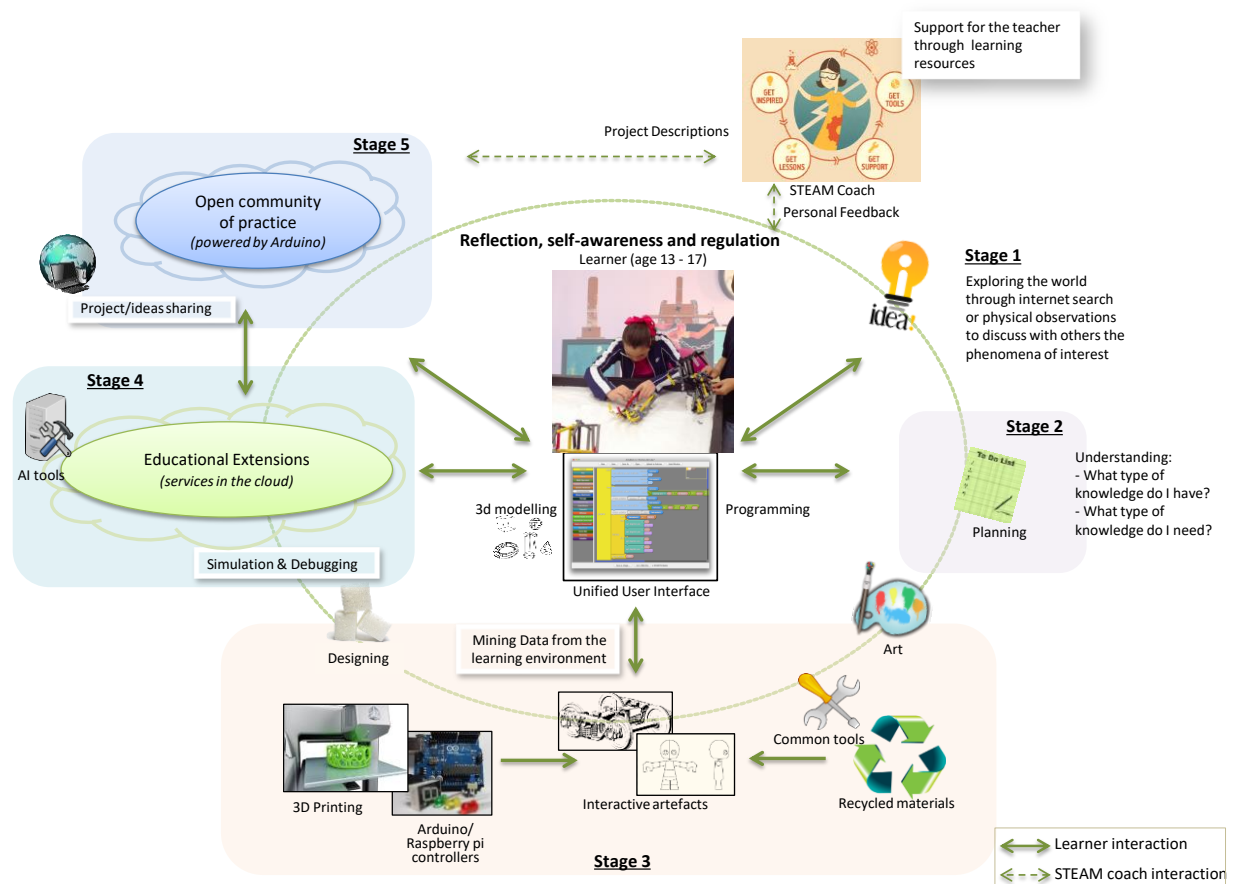 Support for the teacher
through learning
resources
GET
INSPIRED
GET
TOOLS
GET
LESSONS
GET
SUPPORT
Project Descriptions
STEAM Coach
Personal Feedback
Stage 5
Open community
of practice
(powered by Arduino)
Project/ideas sharing
Reflection, self-awareness and regulation
Learner (age 13 - 17)
idea!
Stage 1
Exploring the world
through internet search
or physical observations
to discuss with others the
phenomena of interest
Stage 4
AI tools
Educational Extensions
(services in the cloud)
Simulation & Debugging
3d modelling
Programming
Unified User Interface
Stage 2
To Do List
Planning
Understanding:
- What type of
knowledge do I have?
- What type of
knowledge do I need?
Designing
Mining Data from the
learning environment
Art
Common tools
3D Printing
Arduino/
Raspberry pi
controllers
Interactive artefacts
Recycled materials
Stage 3
Learner interaction
STEAM coach interaction